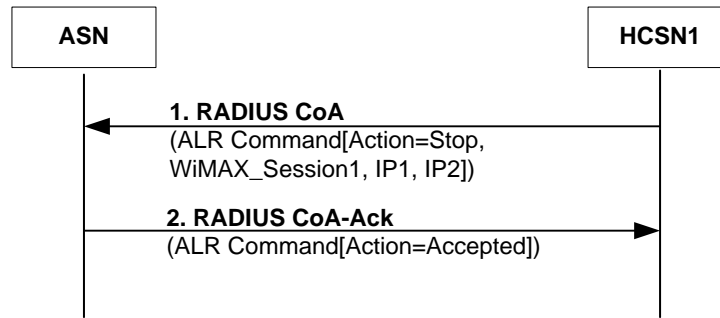 ASN
HCSN1
1. RADIUS CoA
(ALR Command[Action=Stop,
WiMAX_Session1, IP1, IP2])
2. RADIUS CoA-Ack
(ALR Command[Action=Accepted])